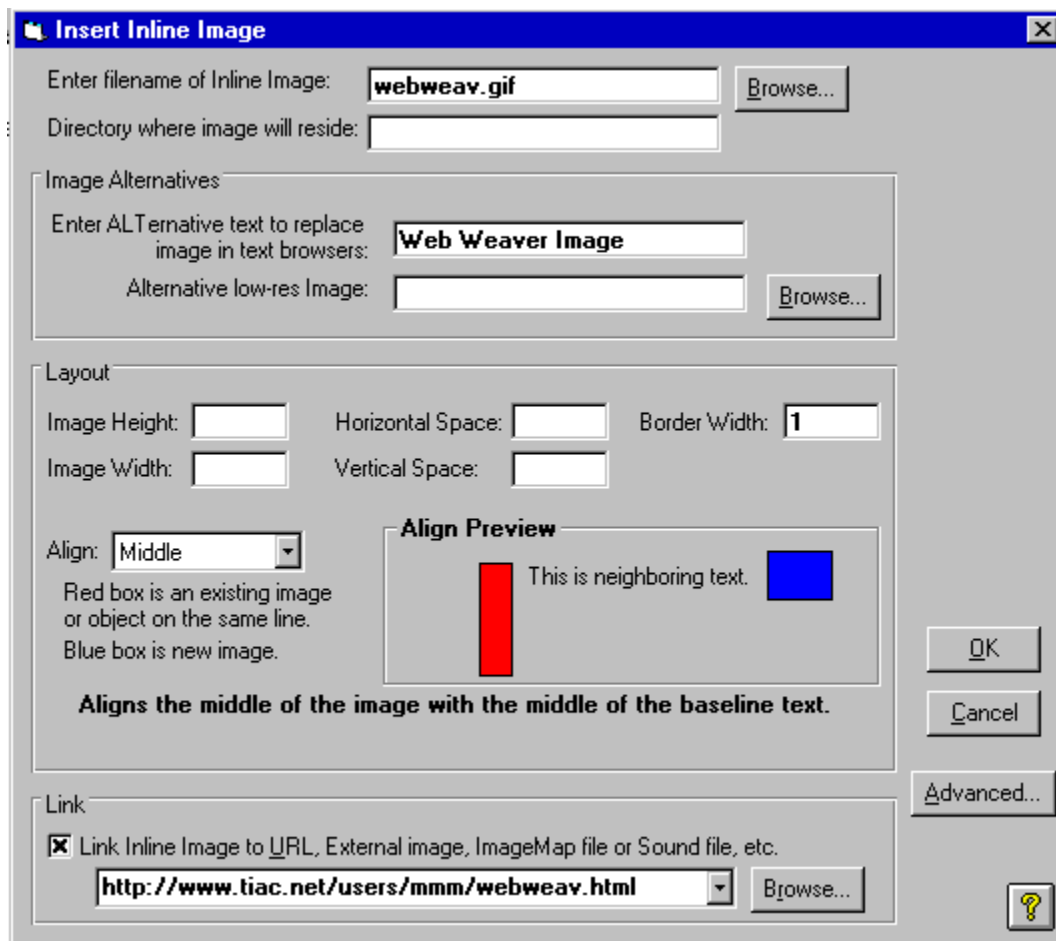 Insert Inline Image
Enter filename of Inline Image: webweav.gif Browse...
Directory where image will reside:
Image Alternatives
Enter ALTernative text to replace
image in text browsers: Web Weaver Image
Alternative low-res Image: Browse...
Layout
Image Height: Horizontal Space: Border Width: 1
Image Width: Vertical Space:
Align Preview
Align: Middle
This is neighboring text.
Red box is an existing image
or object on the same line.
Blue box is new image.
OK
Aligns the middle of the image with the middle of the baseline text.
Cancel
Advanced...
Link
Link Inline Image to URL, External image, ImageMap file or Sound file, etc.
http://www.tiac.net/users/mmm/webweav.html Browse...
?